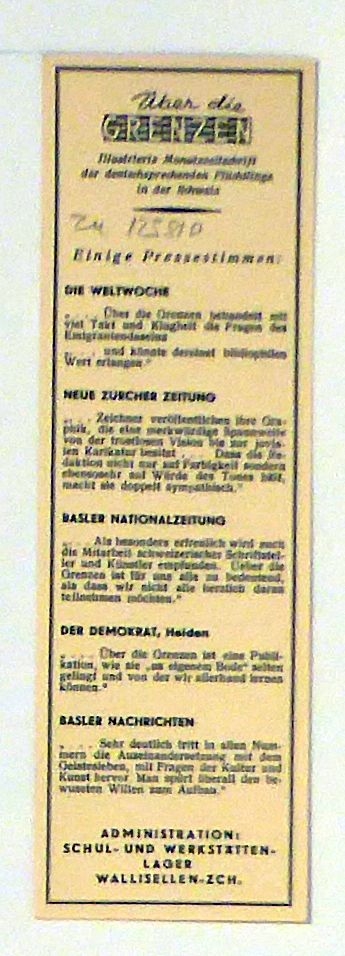 Über die
GRENZEN
Illustrierte Monatszeitschrift
der deutschsprechenden Flüchtlinge
in der Schweiz
Zu 125810
Einige Pressestimmen:
DIE WELTWOCHE
„ . . . Über die Grenzen behandelt mit
viel Takt und Klugheit die Fragen des
Emigrantendaseins
. . . und könnte dereinst bibliophilen
Wert erlangen."
NEUE ZURCHER ZEITUNG
„ . . . Zeichner veröffentlichen ihre Gra-
phik, die eine merkwürdige Spannweite
von der trostlosen Vision bis zur jovia-
len Karikatur besitzt . . . Dass die Re-
daktion nicht nur auf Farbigkeit sondern
ebensosehr auf Würde des Tones hält,
macht sie doppelt sympathisch."
BASLER NATIONALZEITUNG
„ . . . Als besonders erfreulich wird auch
die Mitarbeit schweizerischer Schriftstel-
ler und Künstler empfunden. Ueber die
Grenzen ist für uns alle zu bedeutend,
als dass wir nicht alle herzlich daran
teilnehmen möchten."
DER DEMOKRAT, Heiden
„ . . . Über die Grenzen ist eine Publi-
kation, wie sie „us eigenem Bode" selten
gelingt und von der wir allerhand lernen
können."
BASLER NACHRICHTEN
„ . . . Sehr deutlich tritt in allen Num-
mern die Auseinandersetzung mit dem
Geistesleben, mit Fragen der Kultur und
Kunst hervor Man spürt überall den be-
wussten Willen zum Aufbau."
ADMINISTRATION:
SCHUL- UND WERKSTÄTTEN-
LAGER
WALLISELLEN-ZCH.